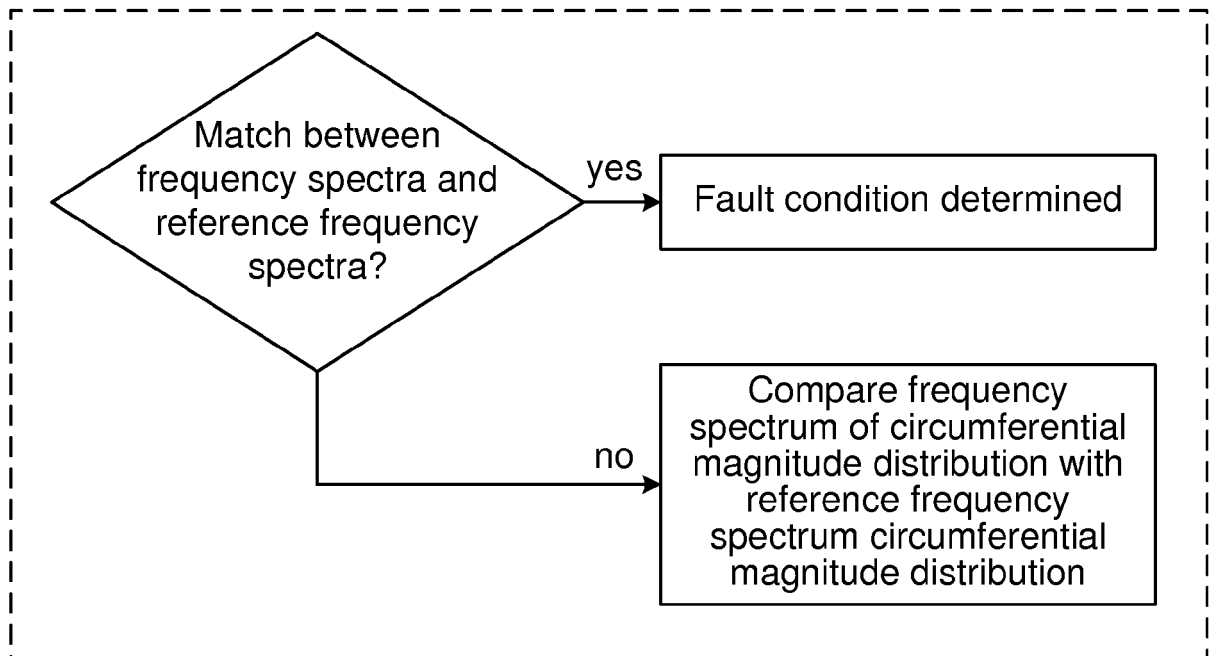 Match between
frequency spectra and
reference frequency
spectra?
yes
Fault condition determined
no
Compare frequency
spectrum of circumferential
magnitude distribution with
reference frequency
spectrum circumferential
magnitude distribution